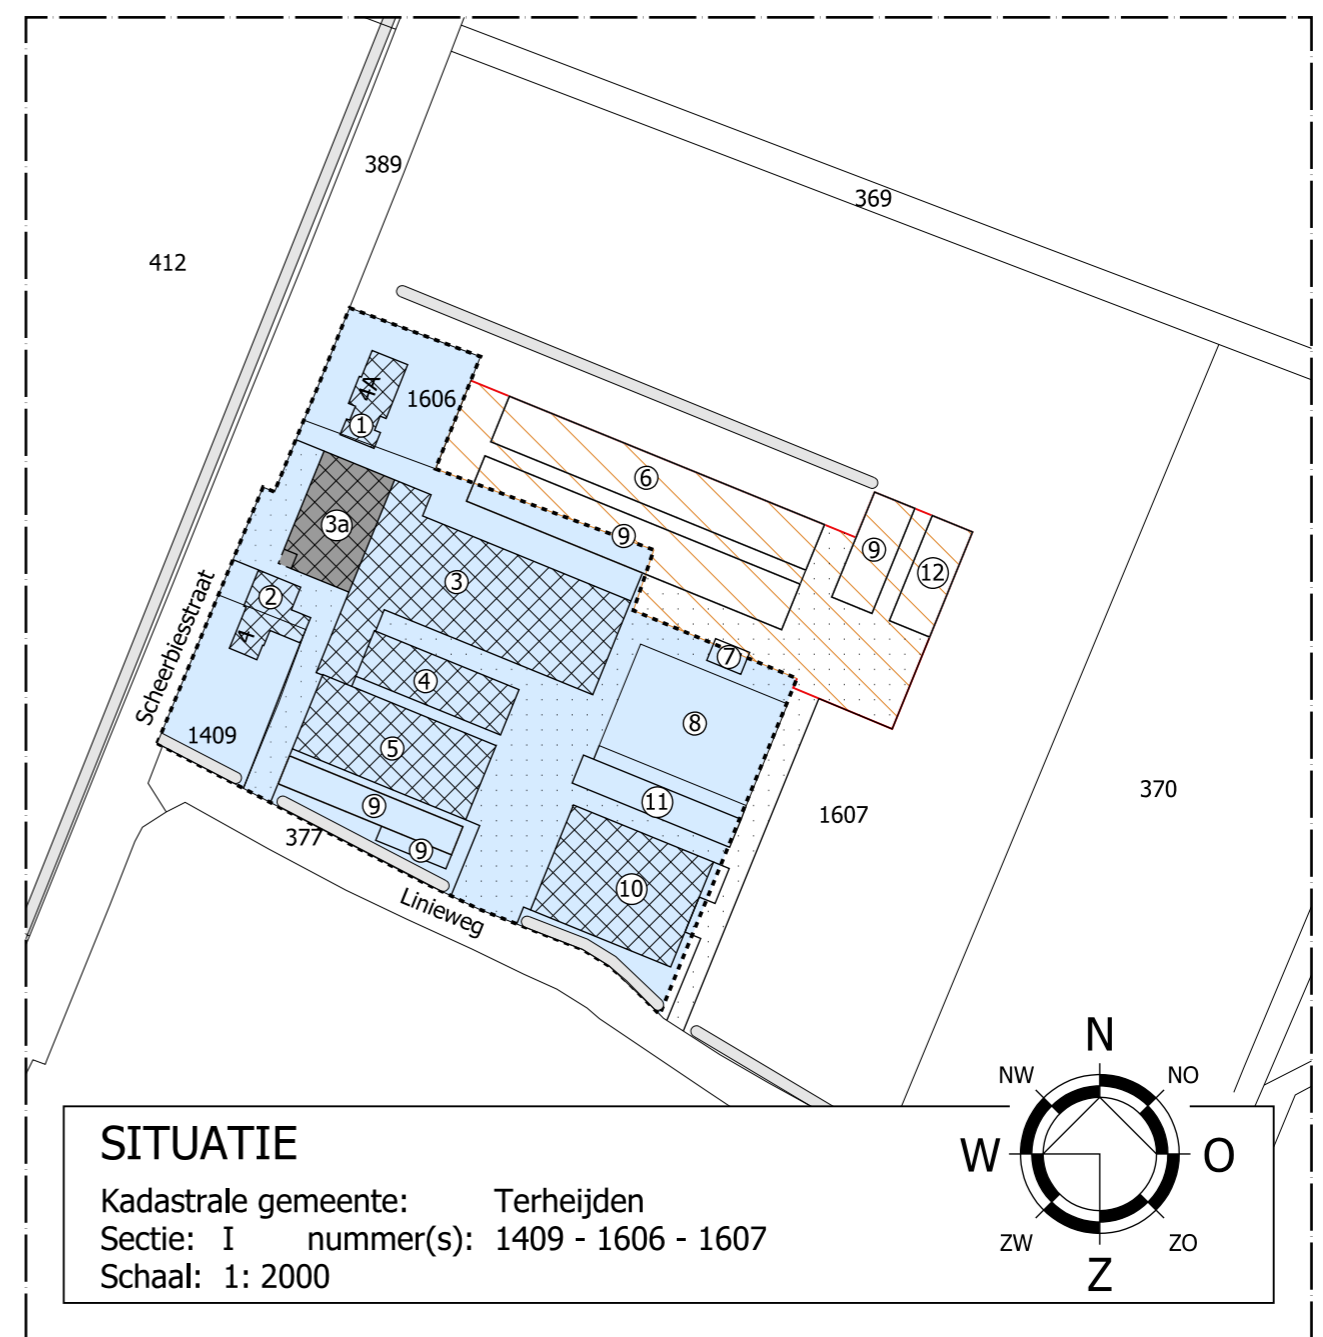 389
369
412
4A
1606
1
6
3a
9
9
12
3
2
A
7
4
8
Scheerbiesstraat
1409
5
370
11
1607
9
377
9
10
Linieweg
N
NW
NO
W
O
ZW
ZO
Z
SITUATIE
Kadastrale gemeente: Terheijden
Sectie: I nummer(s): 1409 - 1606 - 1607
Schaal: 1: 2000